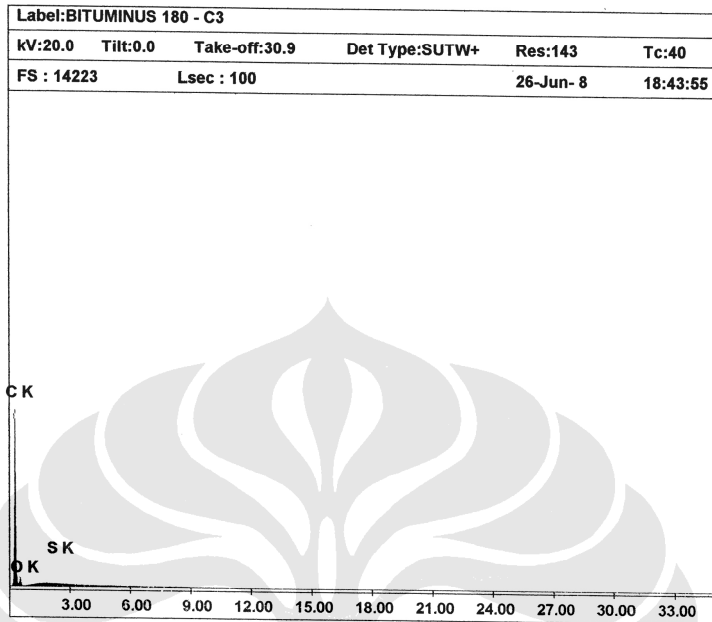 Label:BITUMINUS 180 - C3
kV:20.0 Tilt:0.0 Take-off:30.9 Det Type:SUTW+ Res:143 Tc:40
FS : 14223 Lsec : 100 26-Jun- 8 18:43:55
C K
S K
O K
3.00 6.00 9.00 12.00 15.00 18.00 21.00 24.00 27.00 30.00 33.00